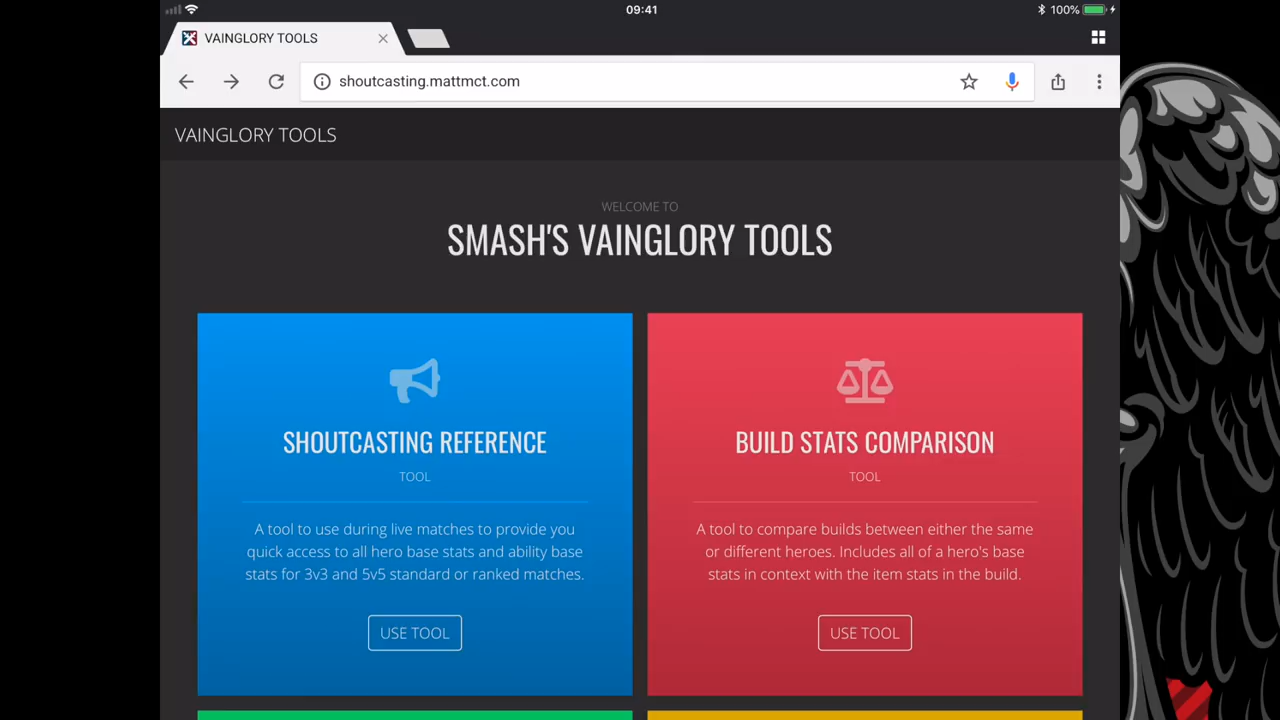 09:41
100%
VAINGLORY TOOLS
shoutcasting.mattmct.com
VAINGLORY TOOLS
WELCOME TO
SMASH'S VAINGLORY TOOLS
SHOUTCASTING REFERENCE
TOOL
A tool to use during live matches to provide you
quick access to all hero base stats and ability base
stats for 3v3 and 5v5 standard or ranked matches.
USE TOOL
BUILD STATS COMPARISON
TOOL
A tool to compare builds between either the same
or different heroes. Includes all of a hero's base
stats in context with the item stats in the build.
USE TOOL